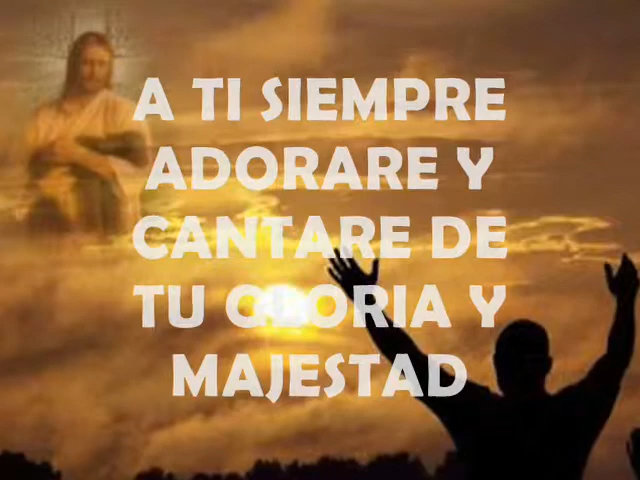 A TI SIEMPRE
ADORARE Y
CANTARE DE
TU GLORIA Y
MAJESTAD